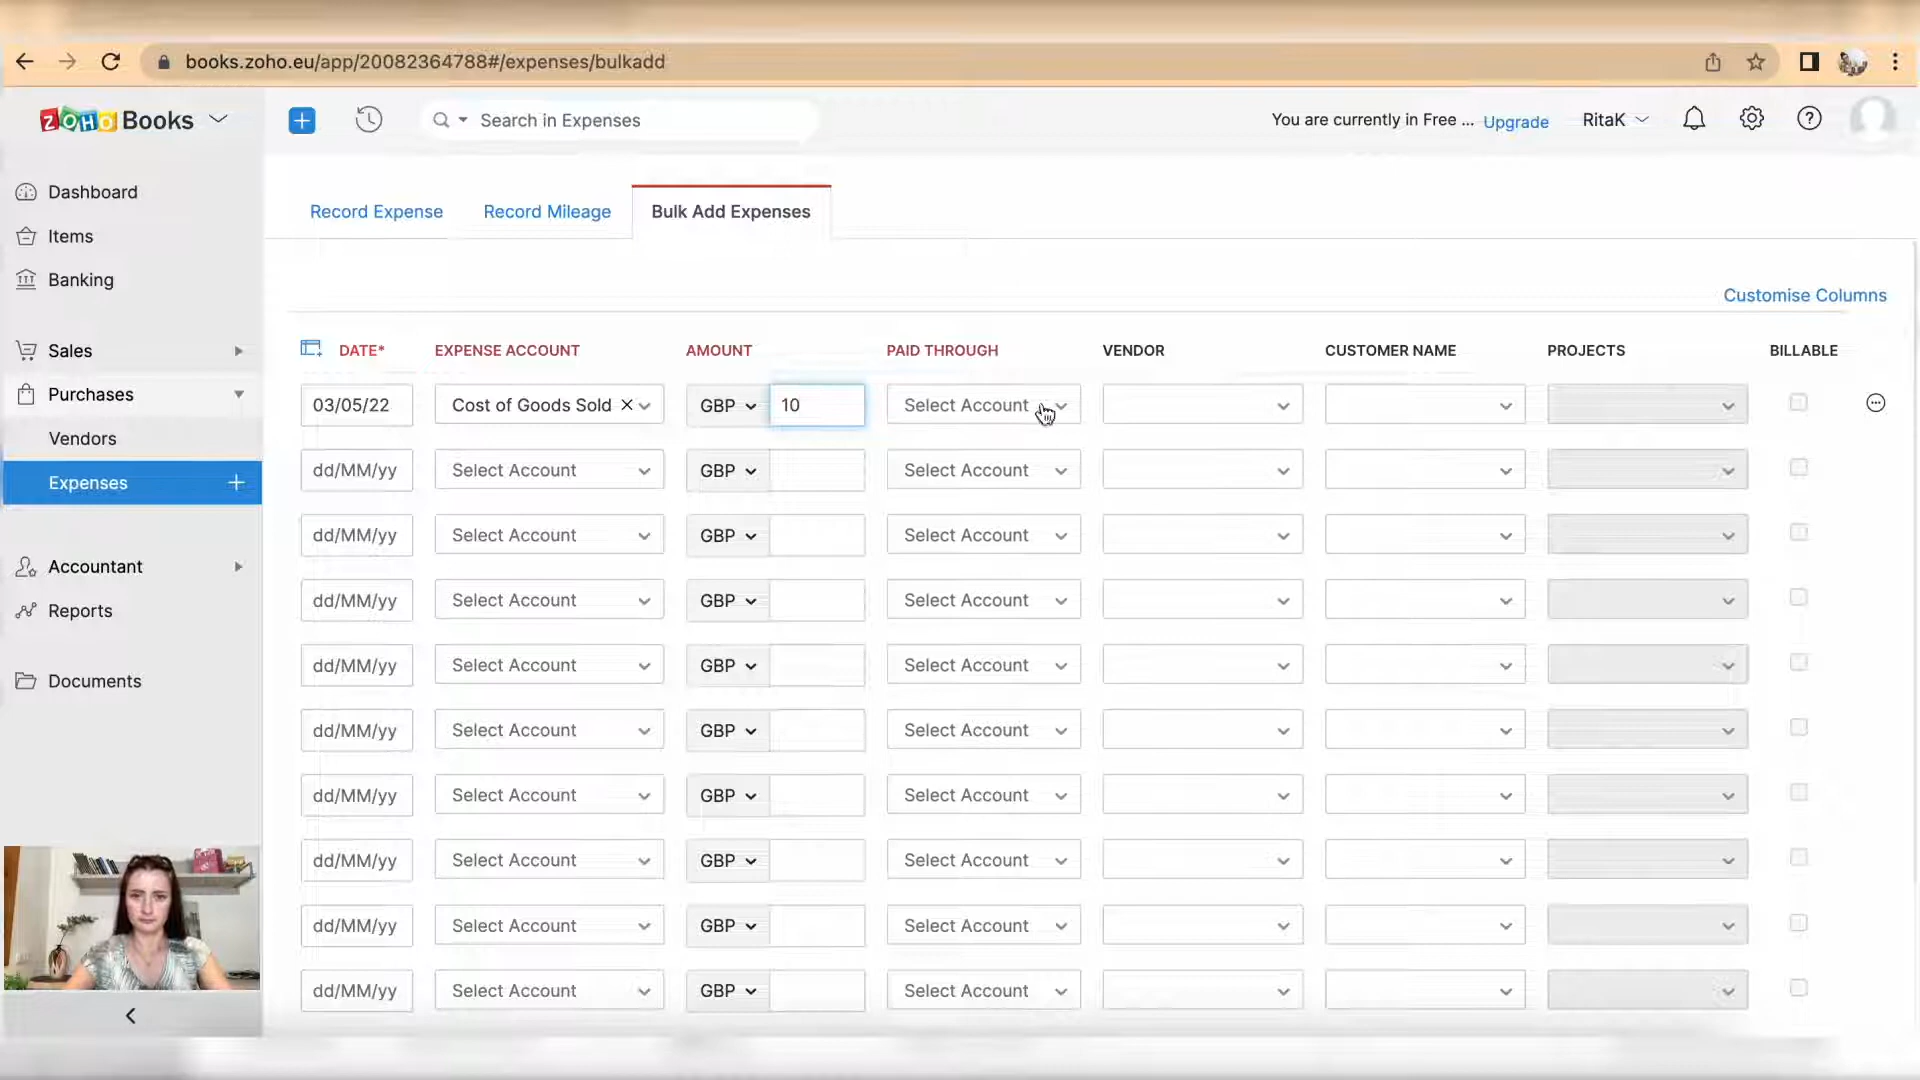 books.zoho.eu/app/20082364788#/expenses/bulkadd
ZOHO Books
Search in Expenses
You are currently in Free ... Upgrade
RitaK
Dashboard
Items
Banking
Sales
Purchases
Vendors
Expenses
Accountant
Reports
Documents
Record Expense
Record Mileage
Bulk Add Expenses
Customise Columns
DATE* EXPENSE ACCOUNT AMOUNT PAID THROUGH VENDOR CUSTOMER NAME PROJECTS BILLABLE
03/05/22 Cost of Goods Sold GBP 10 Select Account
dd/MM/yy Select Account GBP Select Account
dd/MM/yy Select Account GBP Select Account
dd/MM/yy Select Account GBP Select Account
dd/MM/yy Select Account GBP Select Account
dd/MM/yy Select Account GBP Select Account
dd/MM/yy Select Account GBP Select Account
dd/MM/yy Select Account GBP Select Account
dd/MM/yy Select Account GBP Select Account
dd/MM/yy Select Account GBP Select Account